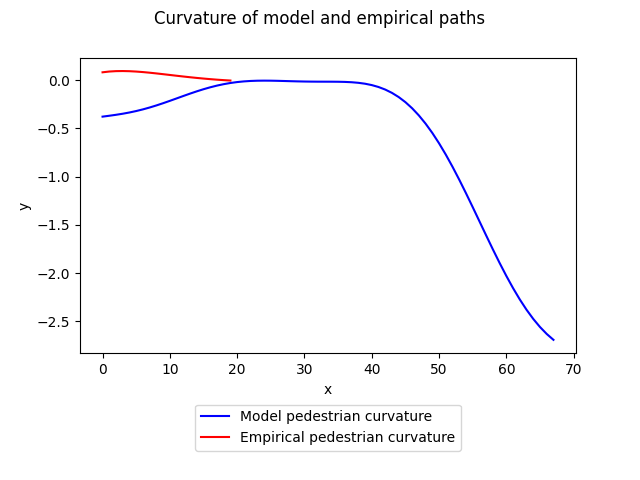 Curvature of model and empirical paths
0.0
−0.5
−1.0
−1.5
−2.0
−2.5
y
0 10 20 30 40 50 60 70
x
Model pedestrian curvature
Empirical pedestrian curvature